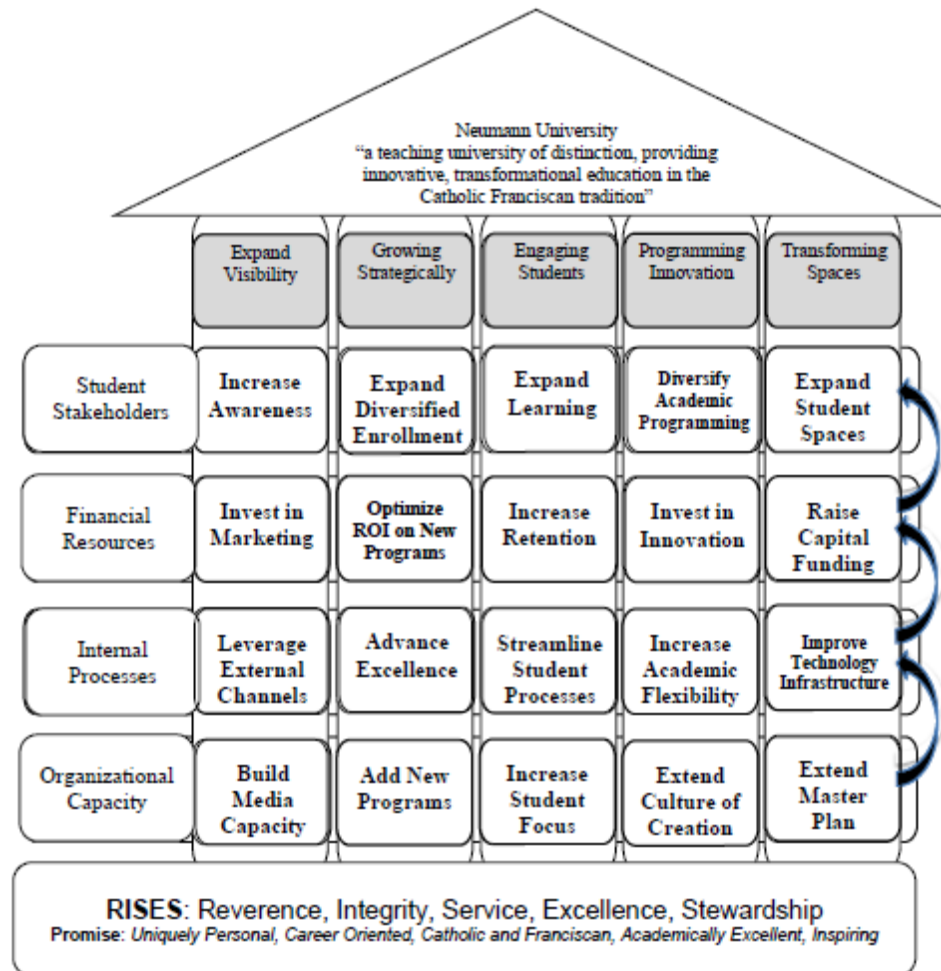 Neumann University
“a teaching university of distinction, providing
innovative, transformational education in the
Catholic Franciscan tradition”
Expand
Visibility
Growing
Strategically
Engaging
Students
Programming
Innovation
Transforming
Spaces
Student
Stakeholders
Increase
Awareness
Expand
Diversified
Enrollment
Expand
Learning
Diversify
Academic
Programming
Expand
Student
Spaces
Financial
Resources
Invest in
Marketing
Optimize
ROI on New
Programs
Increase
Retention
Invest in
Innovation
Raise
Capital
Funding
Internal
Processes
Leverage
External
Channels
Advance
Excellence
Streamline
Student
Processes
Increase
Academic
Flexibility
Improve
Technology
Infrastructure
Organizational
Capacity
Build
Media
Capacity
Add New
Programs
Increase
Student
Focus
Extend
Culture of
Creation
Extend
Master
Plan
RISES: Reverence, Integrity, Service, Excellence, Stewardship
Promise: Uniquely Personal, Career Oriented, Catholic and Franciscan, Academically Excellent, Inspiring